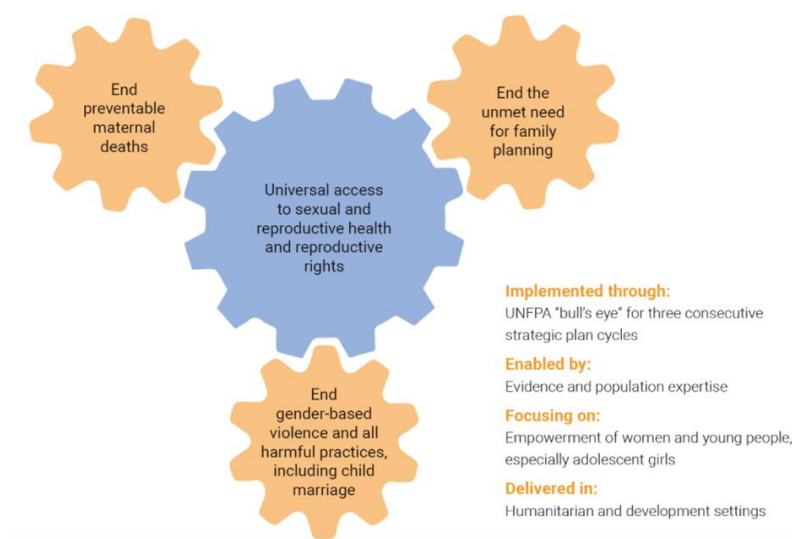 End
preventable
maternal
deaths
End the
unmet need
for family
planning
Universal access
to sexual and
reproductive health
and reproductive
rights
End
gender-based
violence and all
harmful practices,
including child
marriage
Implemented through:
UNFPA “bull’s eye” for three consecutive
strategic plan cycles
Enabled by:
Evidence and population expertise
Focusing on:
Empowerment of women and young people,
especially adolescent girls
Delivered in:
Humanitarian and development settings